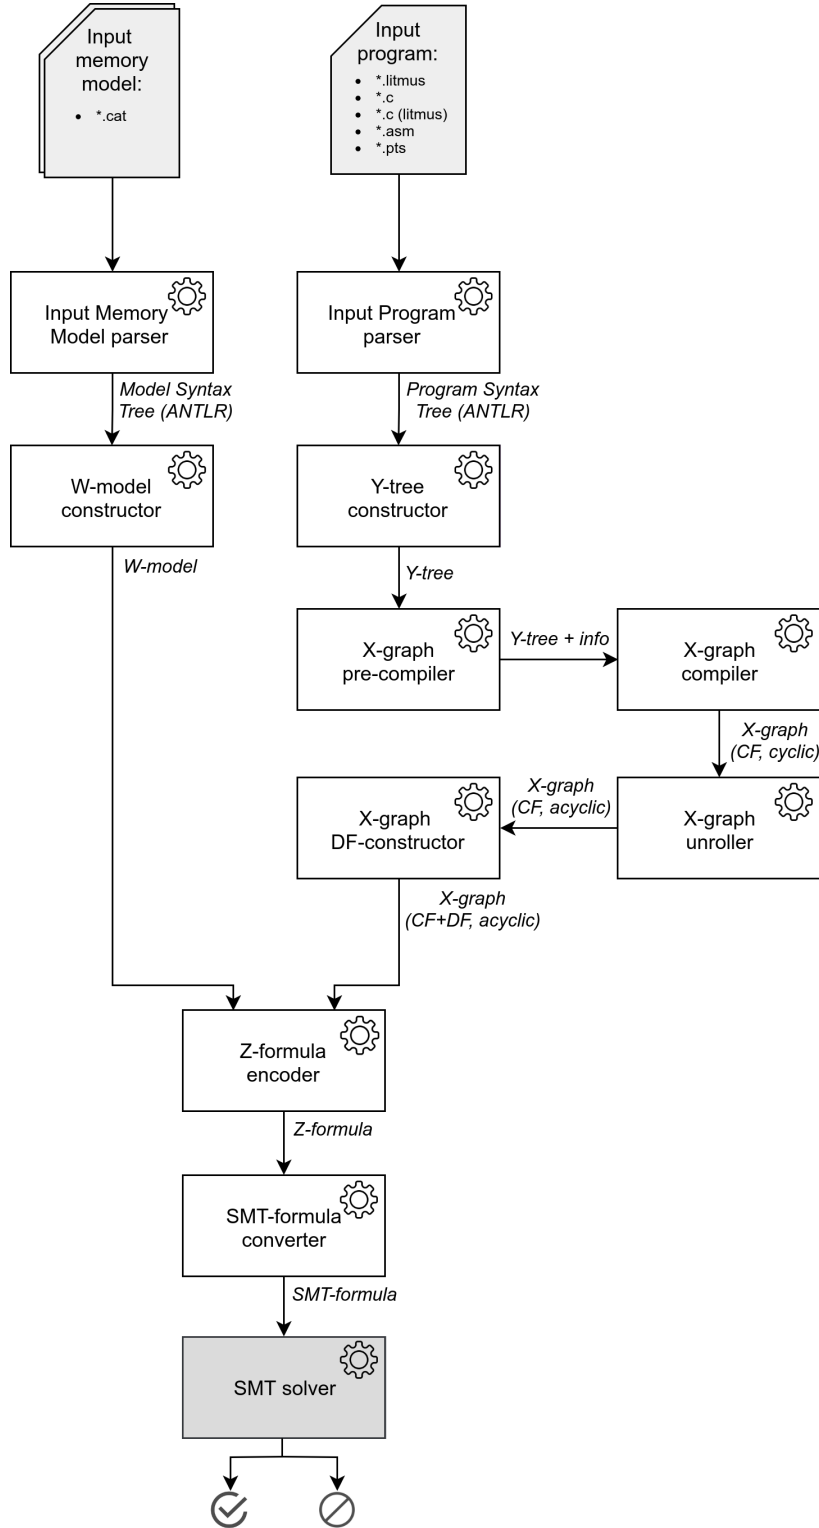 Input
memory
model:
• *.cat
Input
program:
• *.litmus
• *.c
• *.c (litmus)
• *.asm
• *.pts
Input Memory
Model parser
Input Program
parser
Model Syntax
Tree (ANTLR)
Program Syntax
Tree (ANTLR)
W-model
constructor
Y-tree
constructor
W-model
Y-tree
X-graph
pre-compiler
Y-tree + info
X-graph
compiler
X-graph
(CF, cyclic)
X-graph
DF-constructor
X-graph
(CF, acyclic)
X-graph
unroller
X-graph
(CF+DF, acyclic)
Z-formula
encoder
Z-formula
SMT-formula
converter
SMT-formula
SMT solver